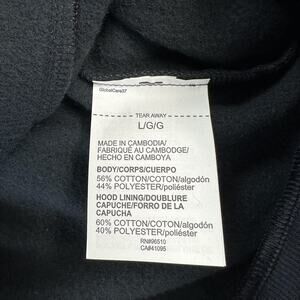 GlobalCare37
TEAR AWAY
L/G/G
MADE IN CAMBODIA/
FABRIQUÉ AU CAMBODGE/
HECHO EN CAMBOYA
BODY/CORPS/CUERPO
56% COTTON/COTON/algodón
44% POLYESTER/poliéster
HOOD LINING/DOUBLURE
CAPUCHE/FORRO DE LA
CAPUCHA
60% COTTON/COTON/algodón
40% POLYESTER/poliéster
RN#96510
CA#41095